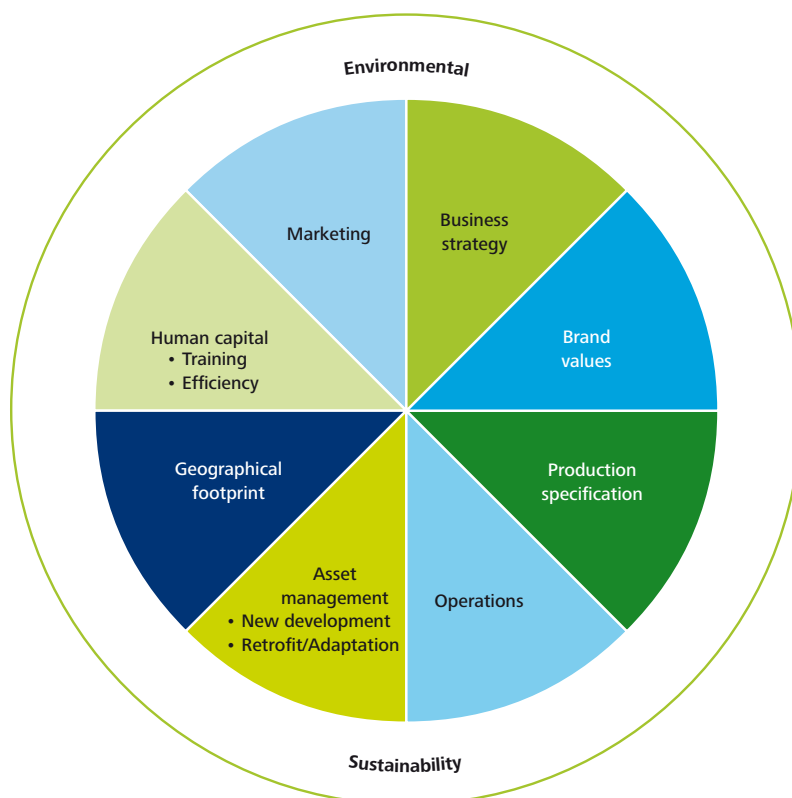 Environmental
Marketing
Business
strategy
Brand
values
Human capital
• Training
• Efficiency
Geographical
footprint
Production
specification
Asset
management
• New development
• Retrofit/Adaptation
Operations
Sustainability